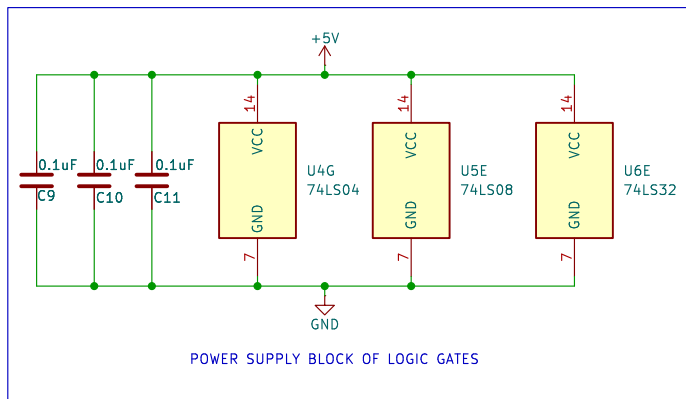 +5V
14
14
14
VCC
VCC
VCC
0.1uF
0.1uF
0.1uF
C9
C10
C11
U4G
74LS04
U5E
74LS08
U6E
74LS32
GND
GND
GND
7
7
7
GND
POWER SUPPLY BLOCK OF LOGIC GATES